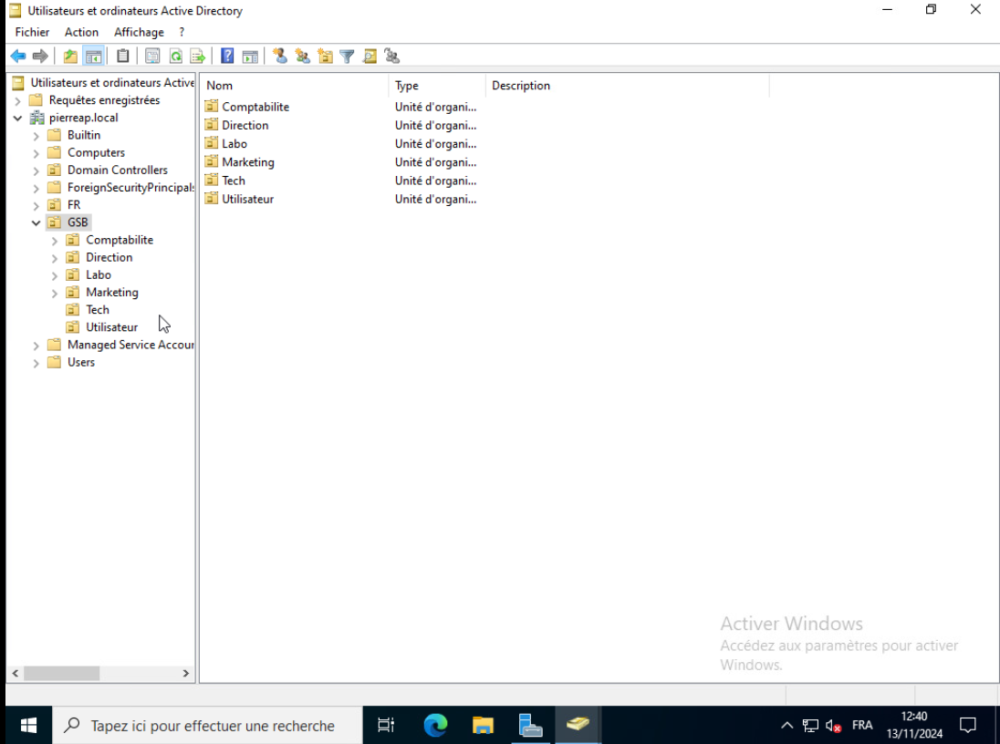 Utilisateurs et ordinateurs Active Directory
Fichier Action Affichage ?
Utilisateurs et ordinateurs Active
Requêtes enregistrées
pierreap.local
Builtin
Computers
Domain Controllers
ForeignSecurityPrincipals
FR
GSB
Comptabilite
Direction
Labo
Marketing
Tech
Utilisateur
Managed Service Accour
Users
Nom Type Description
Comptabilite Unité d'organi...
Direction Unité d'organi...
Labo Unité d'organi...
Marketing Unité d'organi...
Tech Unité d'organi...
Utilisateur Unité d'organi...
Activer Windows
Accédez aux paramètres pour activer
Windows.
Tapez ici pour effectuer une recherche
FRA
12:40
13/11/2024